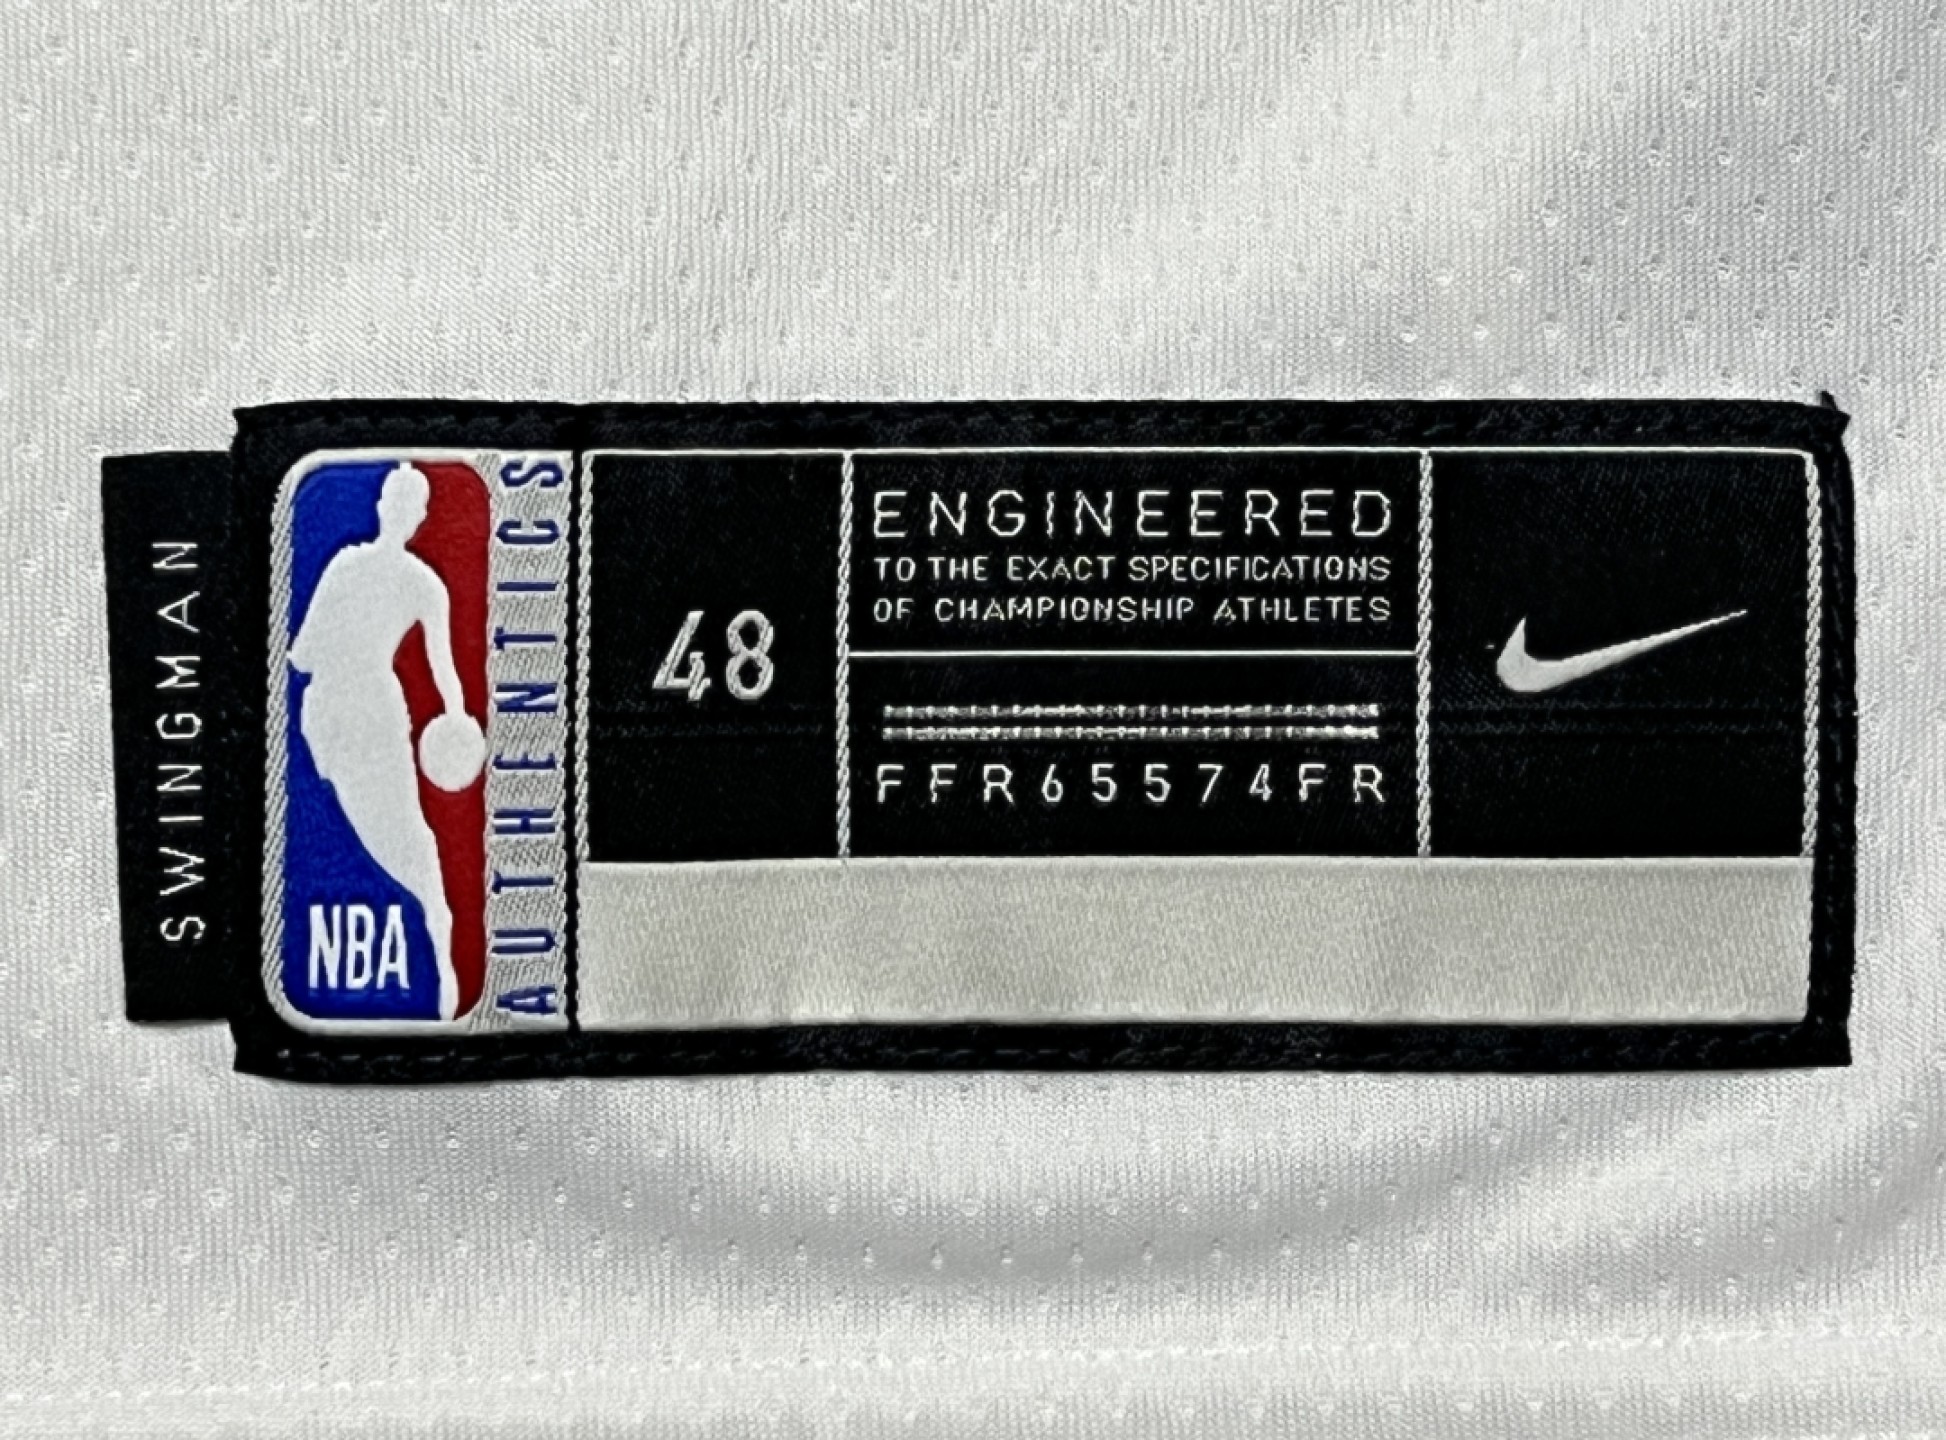 SWINGMAN
NBA
AUTHENTICS
48
ENGINEERED
TO THE EXACT SPECIFICATIONS
OF CHAMPIONSHIP ATHLETES
FFR65574FR